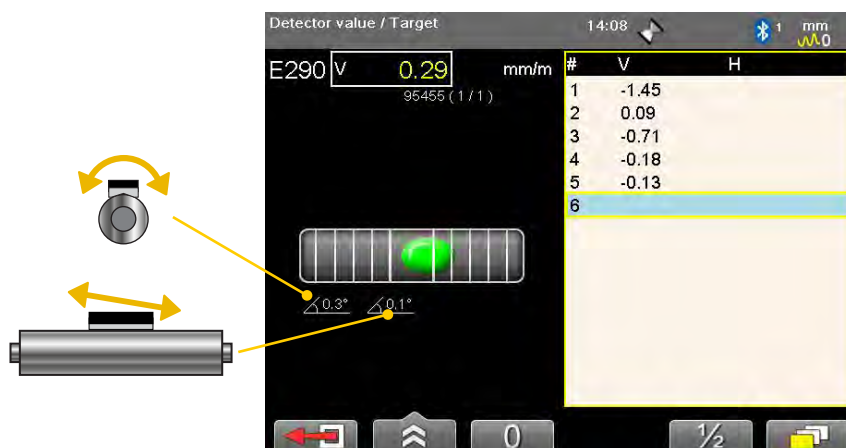 Detector value / Target 14:08 1 mm
0
E290 V 0.29 mm/m
95455 ( 1 / 1 )
# V H
1 -1.45
2 0.09
3 -0.71
4 -0.18
5 -0.13
6
0.3° 0.1°
0 ½